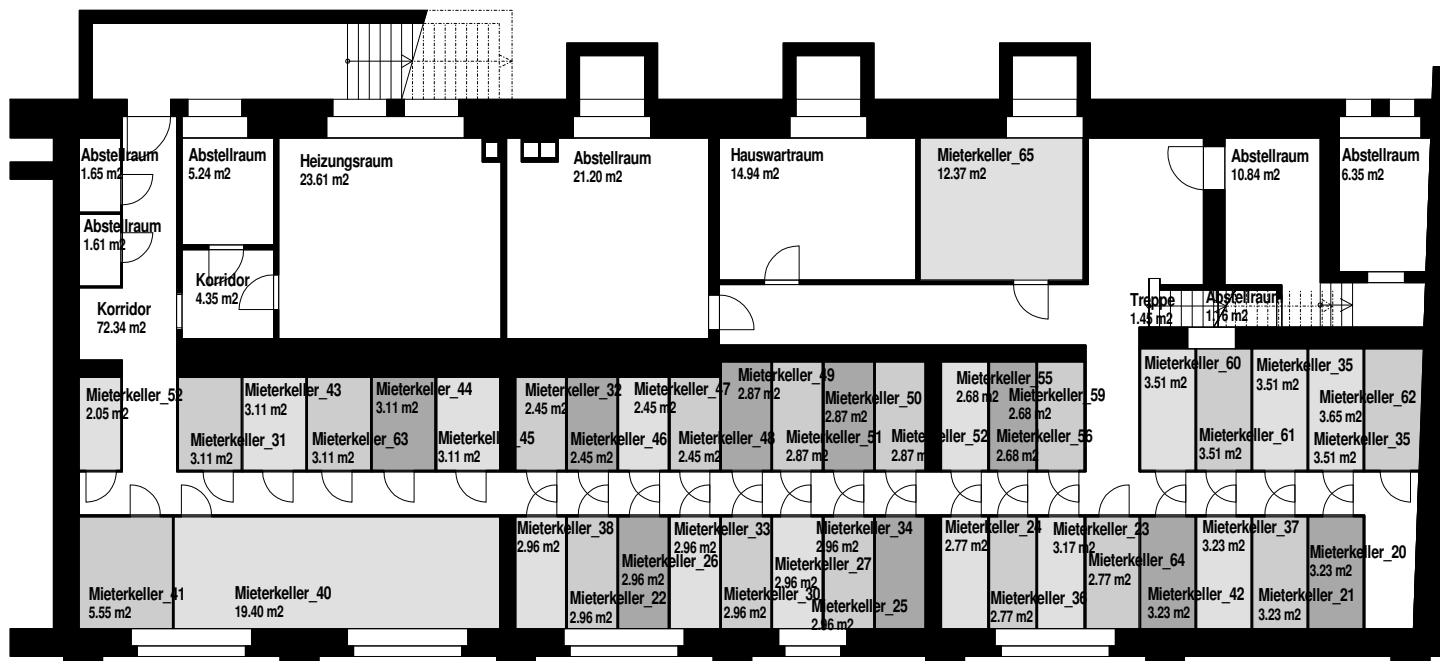 Abstellraum
1.65 m2
Abstellraum
5.24 m2
Heizungsraum
23.61 m2
Abstellraum
21.20 m2
Hauswartraum
14.94 m2
Mieterkeller_65
12.37 m2
Abstellraum
10.84 m2
Abstellraum
6.35 m2
Abstellraum
1.61 m2
Korridor
4.35 m2
Korridor
72.34 m2
Treppe
1.45 m2
Abstellraum
1.16 m2
Mieterkeller_52
2.05 m2
Mieterkeller_31
3.11 m2
Mieterkeller_43
3.11 m2
Mieterkeller_63
3.11 m2
Mieterkeller_44
3.11 m2
Mieterkeller_45
3.11 m2
Mieterkeller_32
2.45 m2
Mieterkeller_46
2.45 m2
Mieterkeller_47
2.45 m2
Mieterkeller_48
2.45 m2
Mieterkeller_49
2.87 m2
Mieterkeller_51
2.87 m2
Mieterkeller_50
2.87 m2
Mieterkeller_52
2.87 m2
Mieterkeller_55
2.68 m2
Mieterkeller_56
2.68 m2
Mieterkeller_59
2.68 m2
Mieterkeller_60
3.51 m2
Mieterkeller_61
3.51 m2
Mieterkeller_35
3.51 m2
Mieterkeller_35
3.51 m2
Mieterkeller_62
3.65 m2
Mieterkeller_41
5.55 m2
Mieterkeller_40
19.40 m2
Mieterkeller_38
2.96 m2
Mieterkeller_22
2.96 m2
Mieterkeller_26
2.96 m2
Mieterkeller_33
2.96 m2
Mieterkeller_30
2.96 m2
Mieterkeller_27
2.96 m2
Mieterkeller_34
2.96 m2
Mieterkeller_25
2.96 m2
Mieterkeller_24
2.77 m2
Mieterkeller_36
2.77 m2
Mieterkeller_23
3.17 m2
Mieterkeller_64
2.77 m2
Mieterkeller_42
3.23 m2
Mieterkeller_37
3.23 m2
Mieterkeller_21
3.23 m2
Mieterkeller_20
3.23 m2